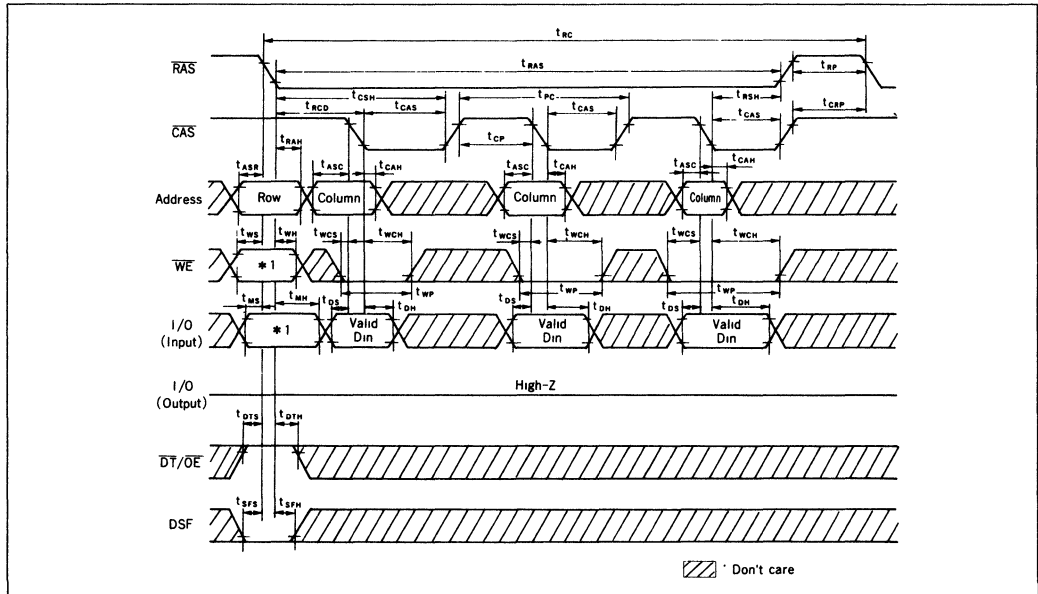 tRC
RAS tRAS tRP
tCSH tPC tRSH
tRCD tCAS tCAS tCRP
CAS tCP tCAS
tRAH
tASR tASC tCAH tASC tCAH tASC tCAH
Address Row Column Column Column
tWS tWH tWCS tWCH tWCS tWCH tWCS tWCH
WE *1
tWP tWP tWP
tMS tMH tDS tDH tDS tDH tDS tDH
I/O (Input) *1 Valid Din Valid Din Valid Din
I/O (Output) High-Z
tDTS tDTH
DT/OE
tSFS tSFH
DSF
Don't care